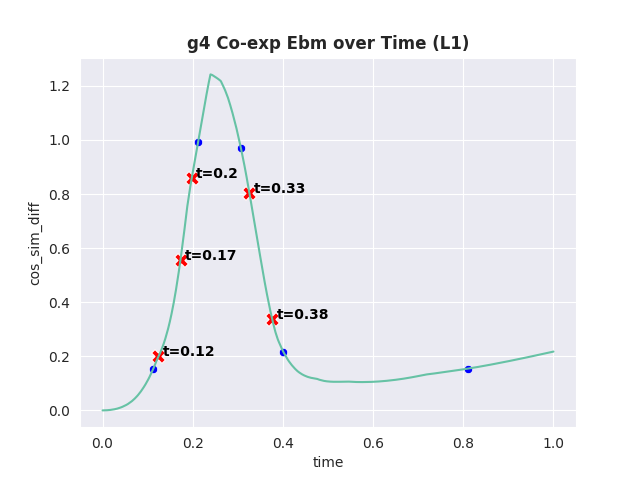 g4 Co-exp Ebm over Time (L1)
cos_sim_diff
1.2
1.0
0.8
0.6
0.4
0.2
0.0
t=0.2
t=0.33
t=0.17
t=0.38
t=0.12
0.0 0.2 0.4 0.6 0.8 1.0
time